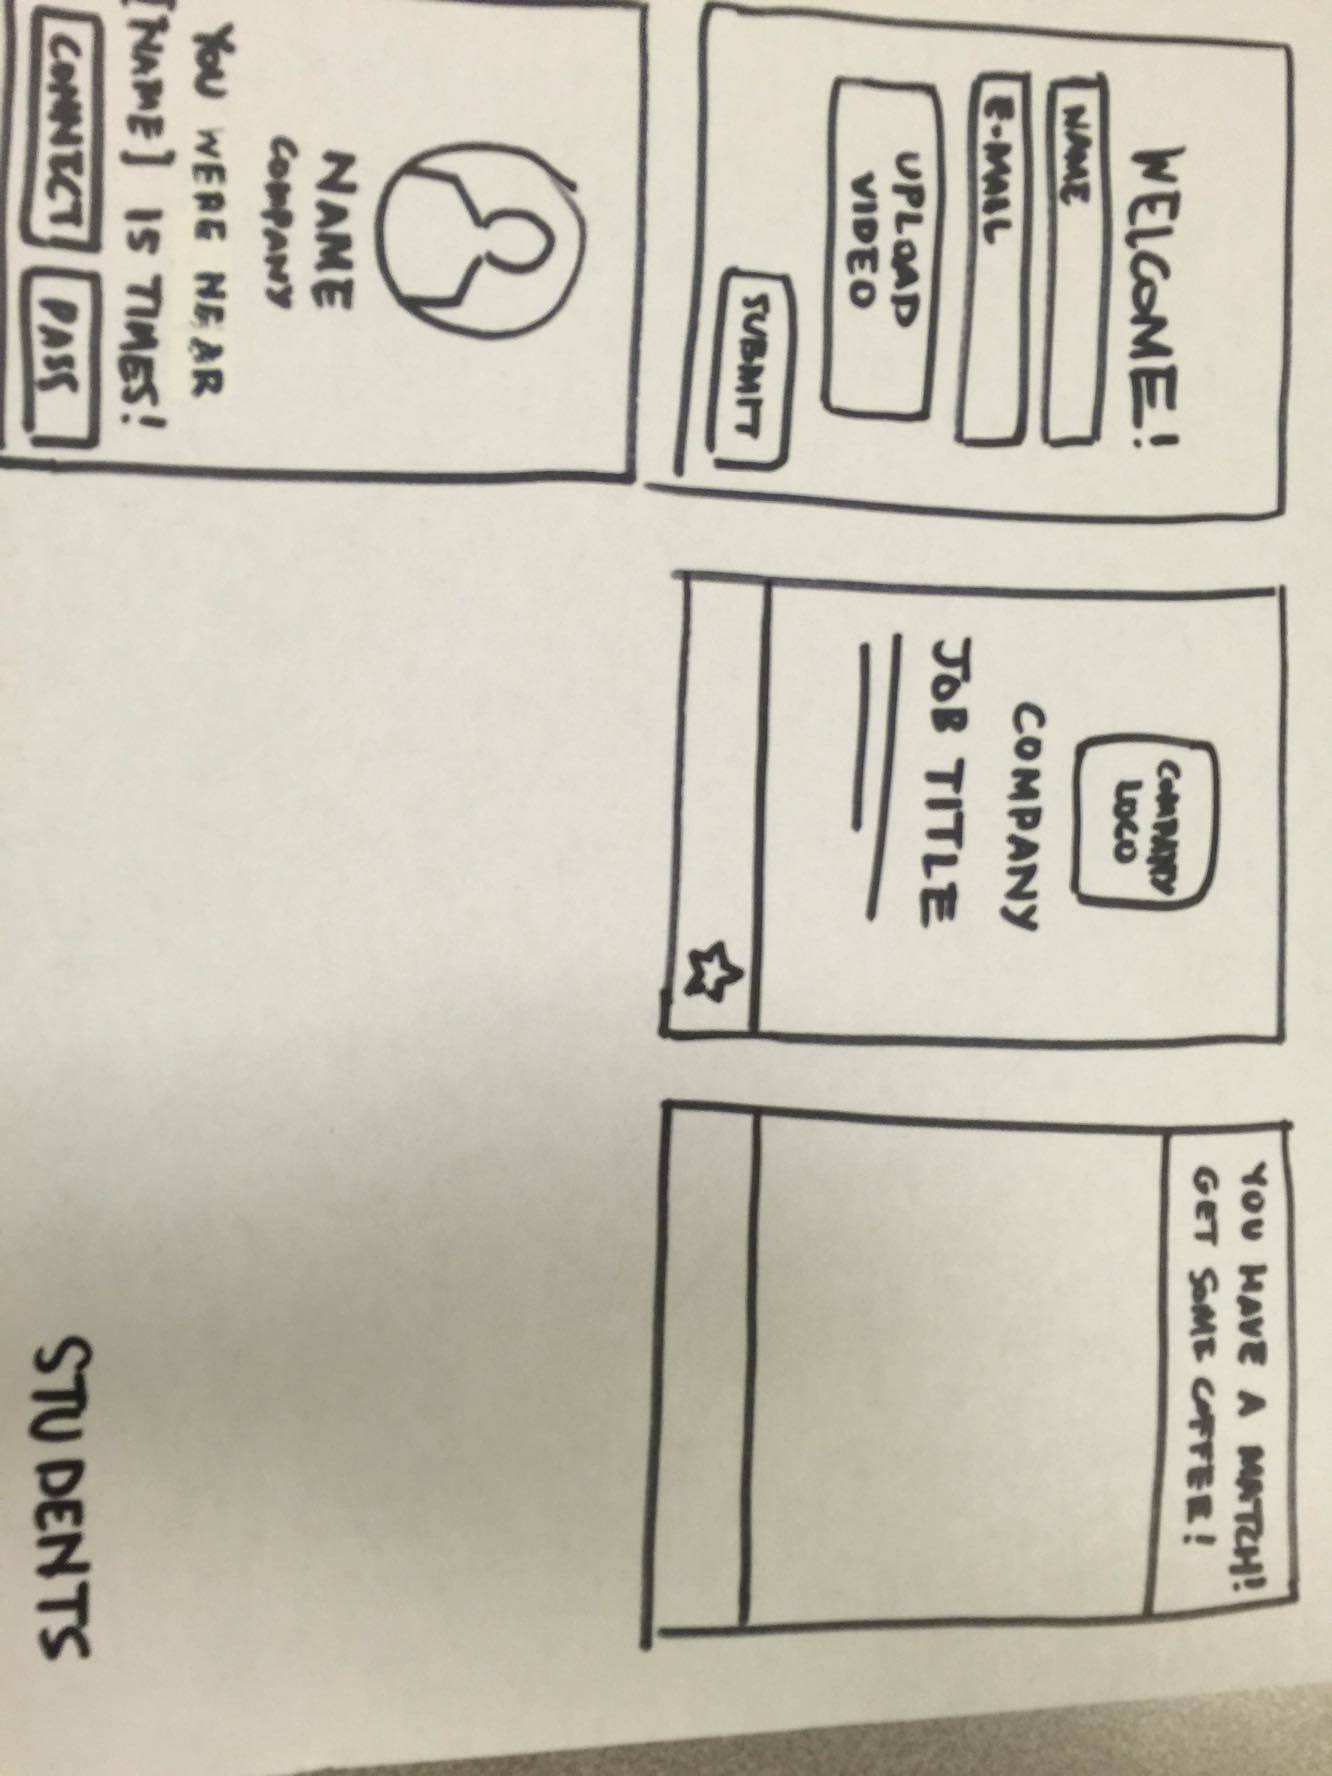 WELCOME!
NAME
E-MAIL
UPLOAD
VIDEO
SUBMIT
COMPANY
LOGO
COMPANY
JOB TITLE
YOU HAVE A MATCH!
GET SOME COFFEE!
NAME
COMPANY
YOU WERE NEAR
[NAME] 15 TIMES!
CONNECT
PASS
STUDENTS